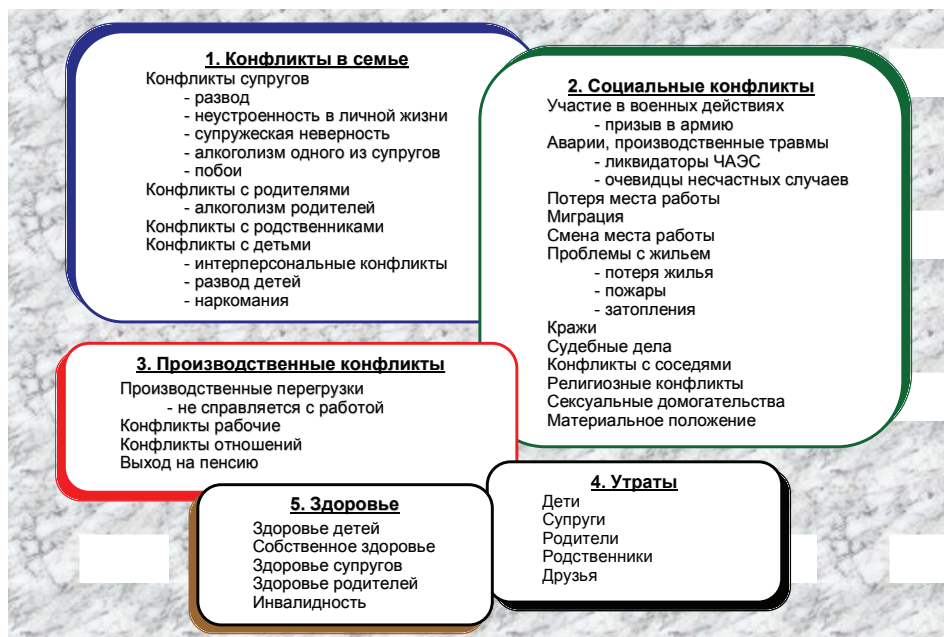 1. Конфликты в семье
Конфликты супругов
- развод
- неустроенность в личной жизни
- супружеская неверность
- алкоголизм одного из супругов
- побои
Конфликты с родителями
- алкоголизм родителей
Конфликты с родственниками
Конфликты с детьми
- интерперсональные конфликты
- развод детей
- наркомания
2. Социальные конфликты
Участие в военных действиях
- призыв в армию
Аварии, производственные травмы
- ликвидаторы ЧАЭС
- очевидцы несчастных случаев
Потеря места работы
Миграция
Смена места работы
Проблемы с жильем
- потеря жилья
- пожары
- затопления
Кражи
Судебные дела
Конфликты с соседями
Религиозные конфликты
Сексуальные домогательства
Материальное положение
3. Производственные конфликты
Производственные перегрузки
- не справляется с работой
Конфликты рабочие
Конфликты отношений
Выход на пенсию
4. Утраты
Дети
Супруги
Родители
Родственники
Друзья
5. Здоровье
Здоровье детей
Собственное здоровье
Здоровье супругов
Здоровье родителей
Инвалидность